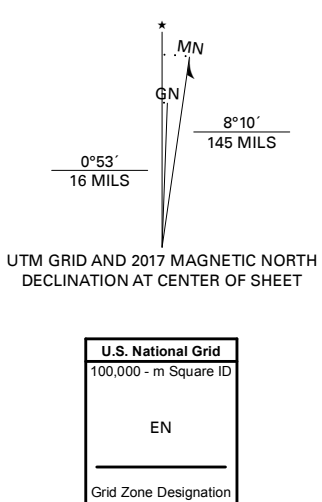 ★
MN
GN
8°10´
145 MILS
0°53´
16 MILS
UTM GRID AND 2017 MAGNETIC NORTH
DECLINATION AT CENTER OF SHEET
U.S. National Grid
100,000 - m Square ID
EN
Grid Zone Designation